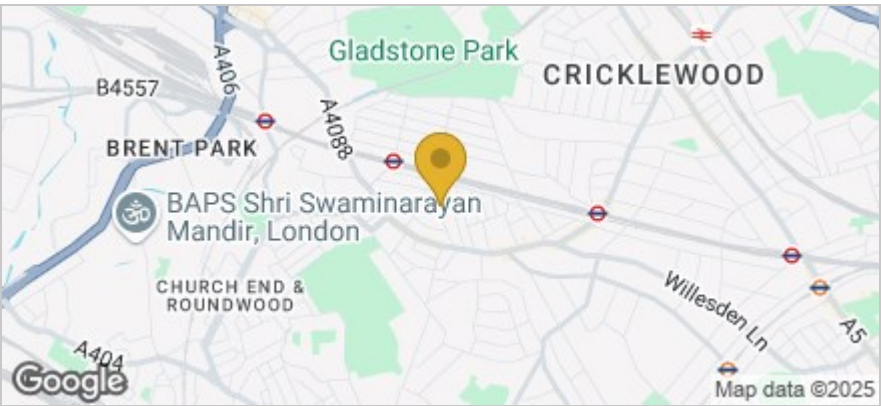 Gladstone Park
CRICKLEWOOD
A406
B4557
A4088
BRENT PARK
BAPS Shri Swaminarayan
Mandir, London
CHURCH END &
ROUNDWOOD
Willesden Ln
A5
A404
Google
Map data ©2025